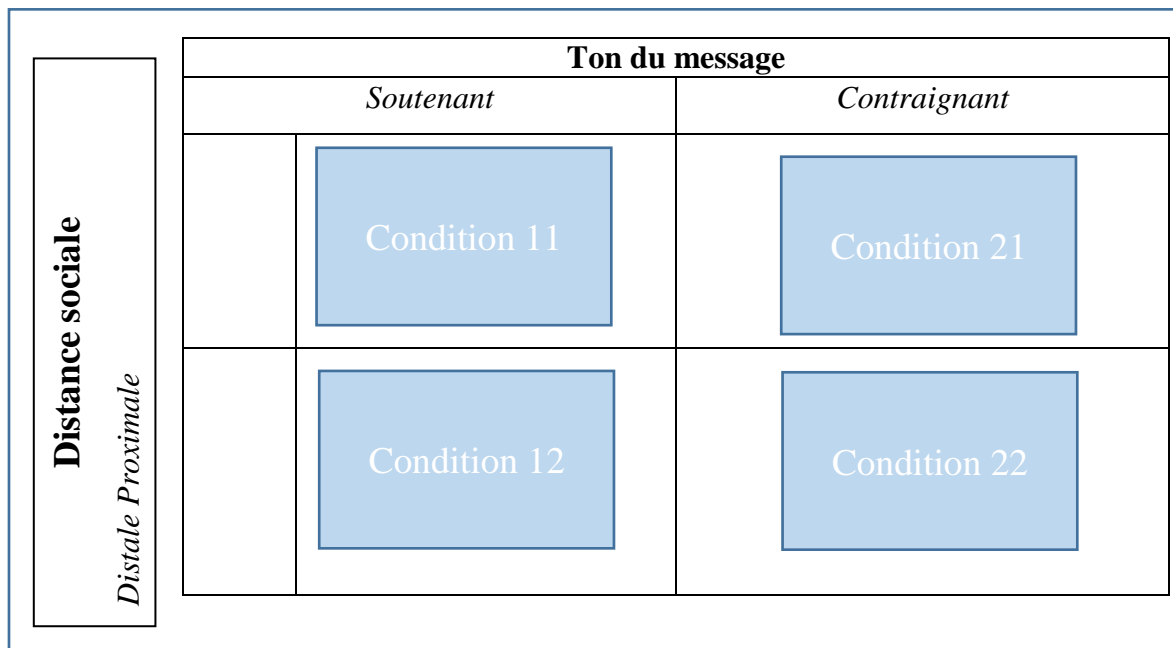 Ton du message
Soutenant
Contraignant
Distance sociale
Distale Proximale
Condition 11
Condition 21
Condition 12
Condition 22